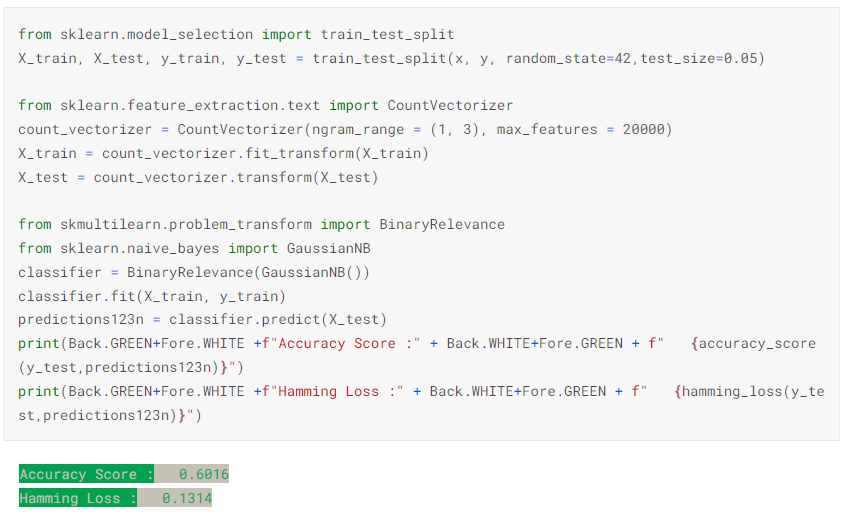 from sklearn.model_selection import train_test_split
X_train, X_test, y_train, y_test = train_test_split(x, y, random_state=42,test_size=0.05)
from sklearn.feature_extraction.text import CountVectorizer
count_vectorizer = CountVectorizer(ngram_range = (1, 3), max_features = 20000)
X_train = count_vectorizer.fit_transform(X_train)
X_test = count_vectorizer.transform(X_test)
from skmultilearn.problem_transform import BinaryRelevance
from sklearn.naive_bayes import GaussianNB
classifier = BinaryRelevance(GaussianNB())
classifier.fit(X_train, y_train)
predictions123n = classifier.predict(X_test)
print(Back.GREEN+Fore.WHITE +f"Accuracy Score :" + Back.WHITE+Fore.GREEN + f"   {accuracy_score
(y_test,predictions123n)}")
print(Back.GREEN+Fore.WHITE +f"Hamming Loss :" + Back.WHITE+Fore.GREEN + f"   {hamming_loss(y_te
st,predictions123n)}")
Accuracy Score :   0.6016
Hamming Loss :   0.1314